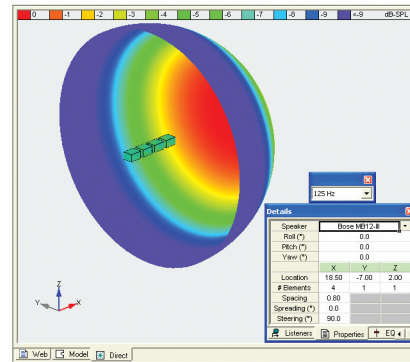 0 -1 -2 -3 -4 -5 -6 -7 -8 -9 <-9 dB-SPL
125 Hz
Details
Speaker Bose MB12-III
Roll (°) 0.0
Pitch (°) 0.0
Yaw (°) 0.0
X Y Z
Location 18.50 -7.00 2.00
# Elements 4 1 1
Spacing 0.80
Spreading (°) 0.0
Steering (°) 90.0
Listeners Properties EQ
Z
Y X
Web Model Direct